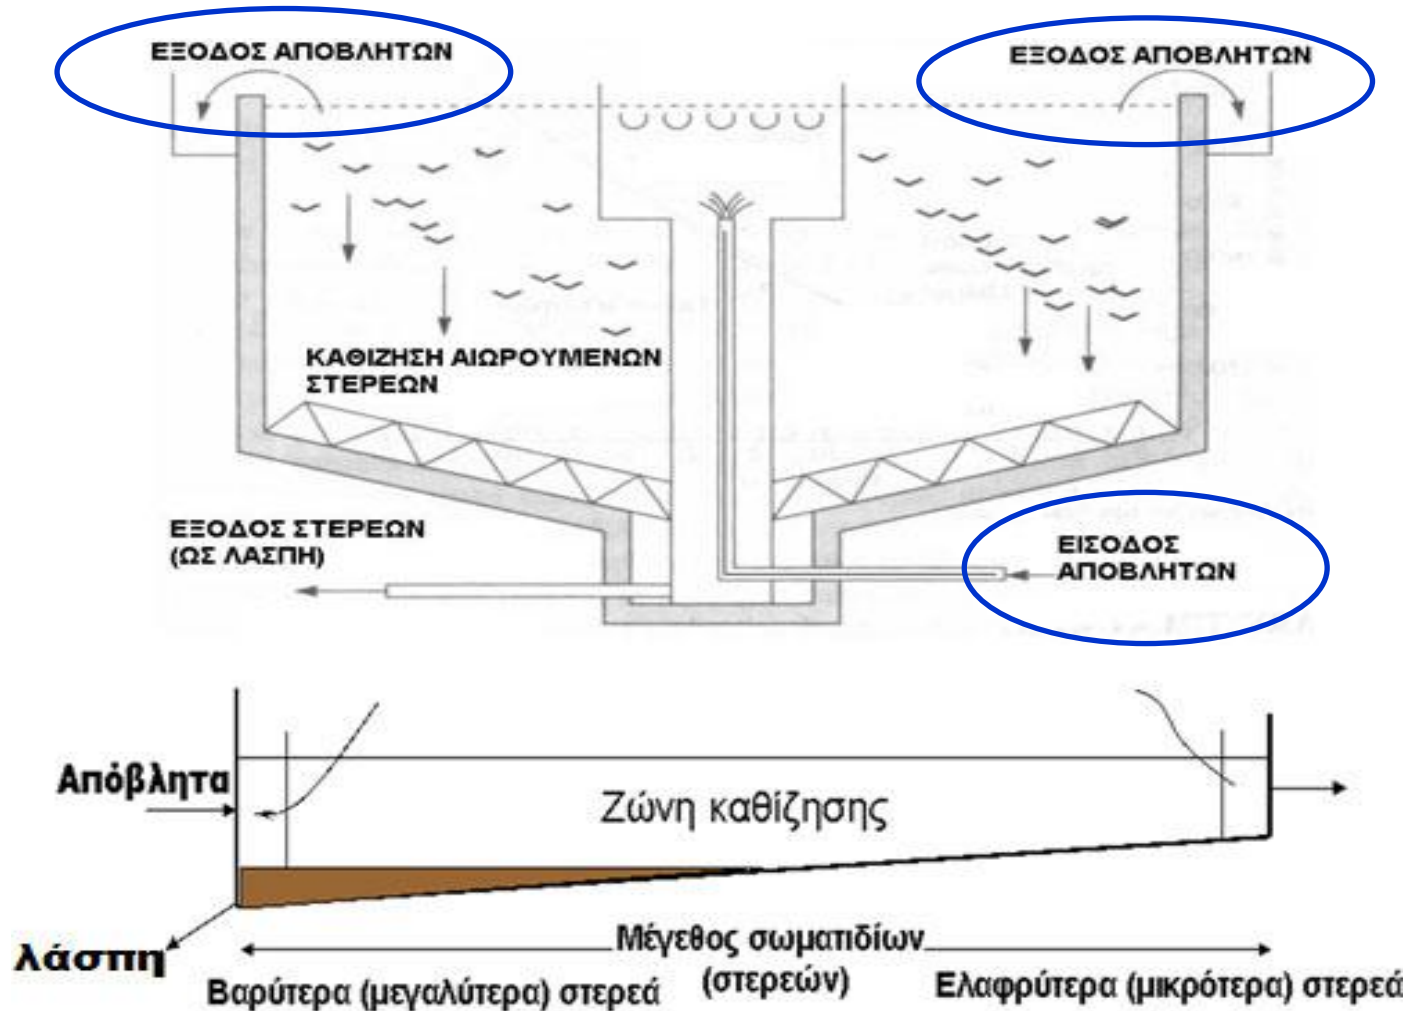 ΕΞΟΔΟΣ ΑΠΟΒΛΗΤΩΝ
ΕΞΟΔΟΣ ΑΠΟΒΛΗΤΩΝ
ΚΑΘΙΖΗΣΗ ΑΙΩΡΟΥΜΕΝΩΝ
ΣΤΕΡΕΩΝ
ΕΞΟΔΟΣ ΣΤΕΡΕΩΝ
(ΩΣ ΛΑΣΠΗ)
ΕΙΣΟΔΟΣ
ΑΠΟΒΛΗΤΩΝ
Απόβλητα
Ζώνη καθίζησης
λάσπη
Μέγεθος σωματιδίων
(στερεών)
Βαρύτερα (μεγαλύτερα) στερεά
Ελαφρύτερα (μικρότερα) στερεά